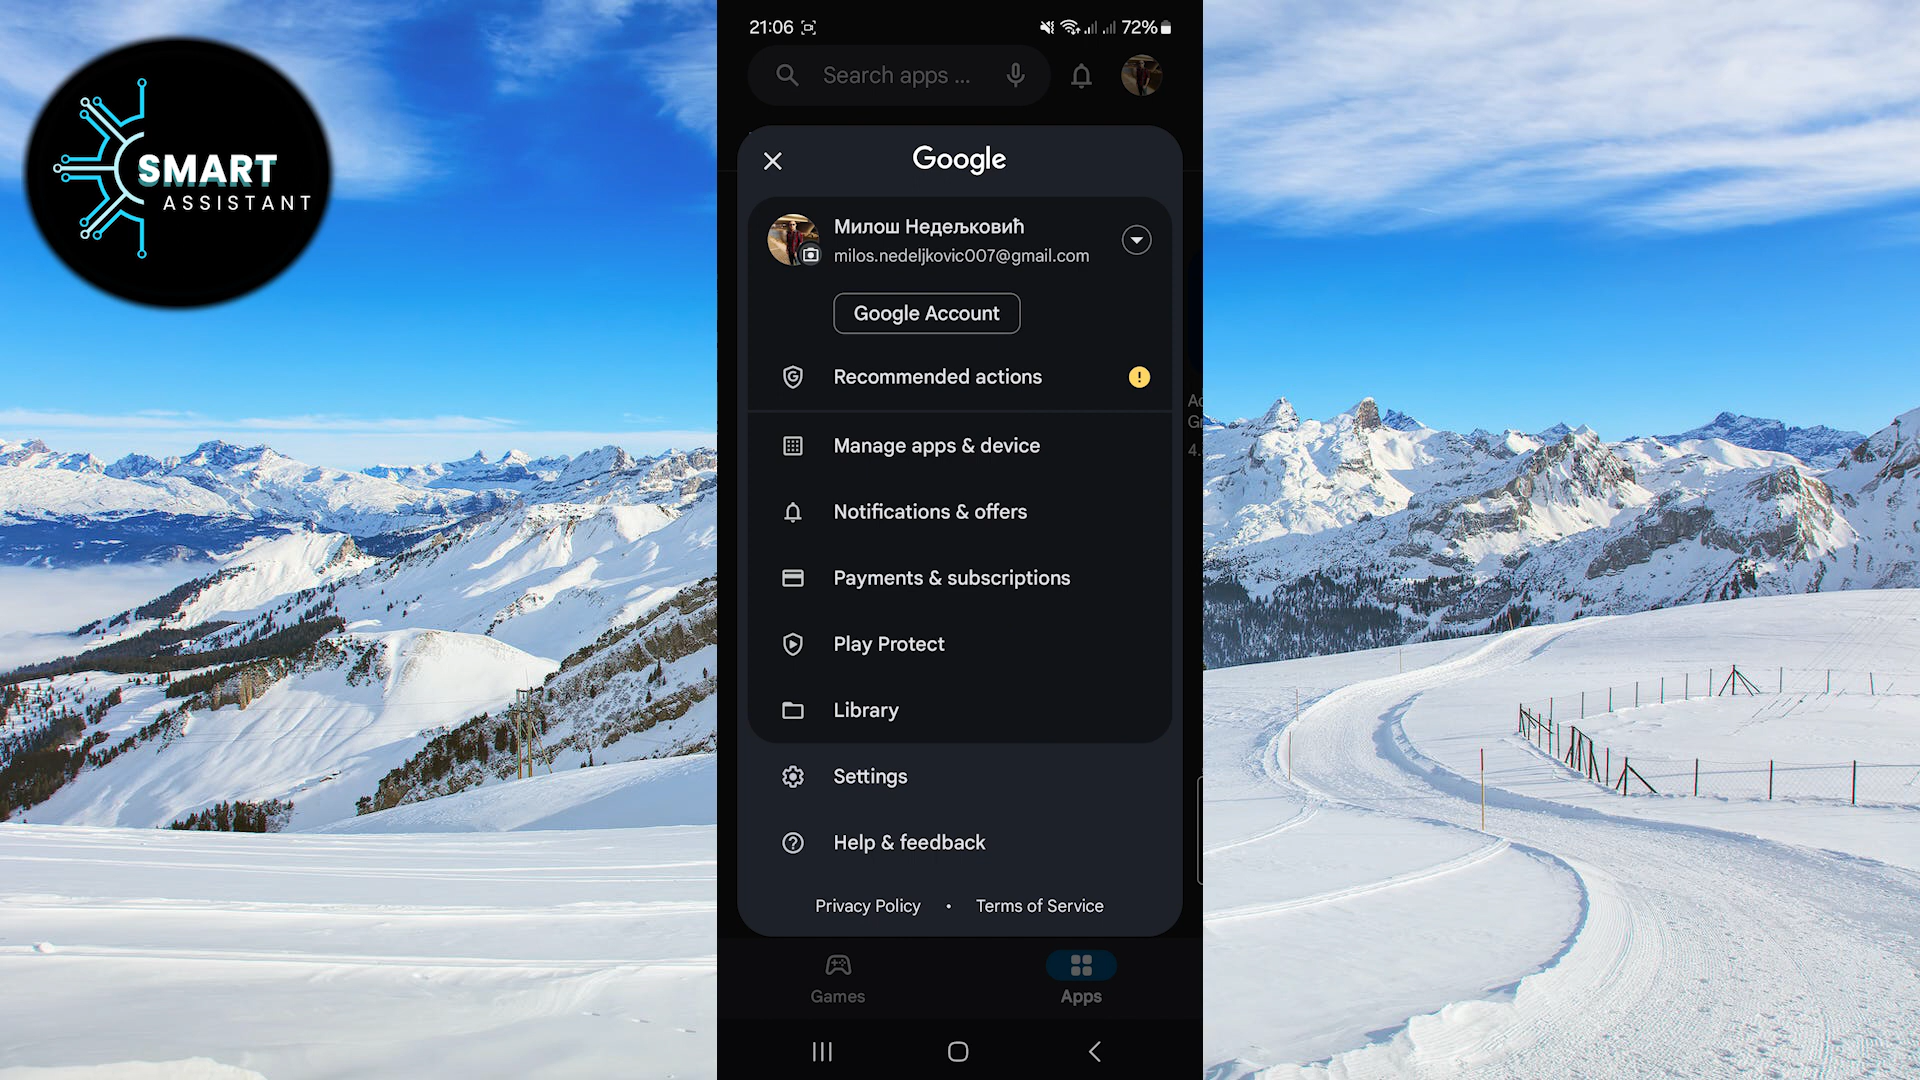 SMART
ASSISTANT
21:06
72%
Search apps ...
Google
Милош Недељковић
milos.nedeljkovic007@gmail.com
Google Account
Recommended actions
Manage apps & device
Notifications & offers
Payments & subscriptions
Play Protect
Library
Settings
Help & feedback
Privacy Policy • Terms of Service
Games
Apps